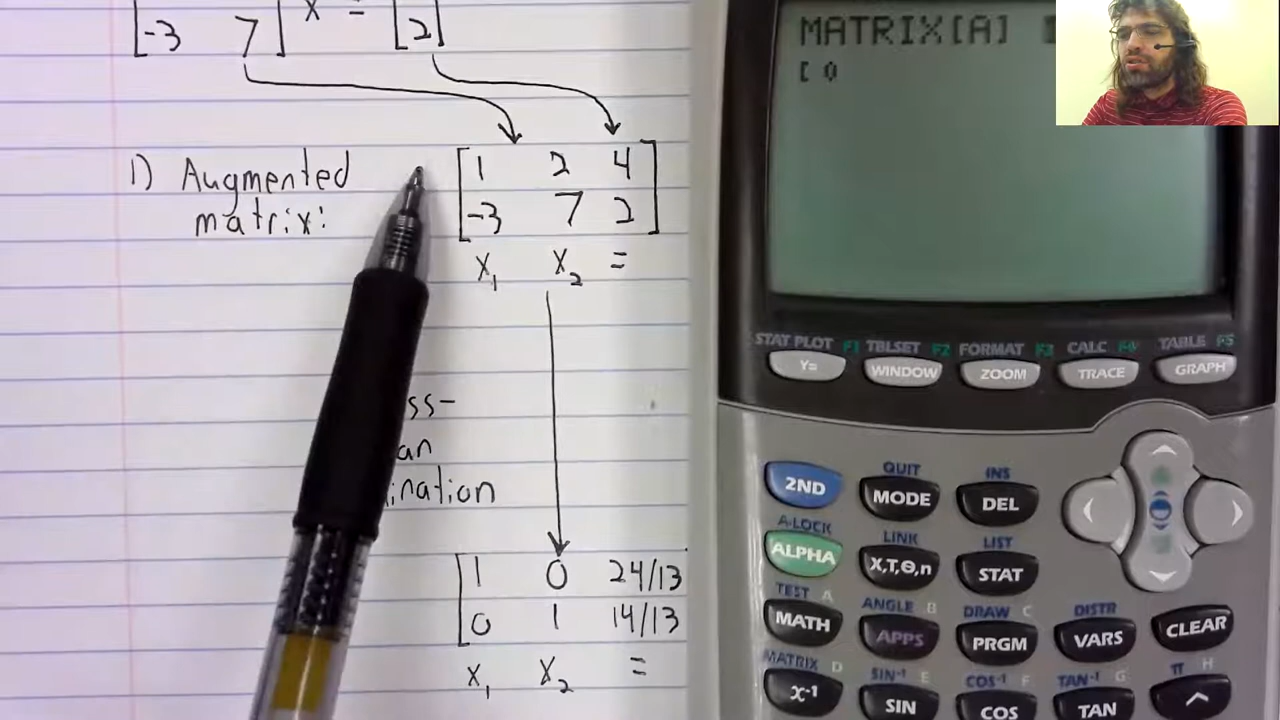 [-3 7] x = [2]
1) Augmented
matrix:
[1 2 4]
[-3 7 2]
x₁ x₂ =
ss-
an
ination
[1 0 24/13
[0 1 14/13
x₁ x₂ =
MATRIX[A]
[ 0
STAT PLOT F1 TBLSET F2 FORMAT F3 CALC F4 TABLE F5
Y= WINDOW ZOOM TRACE GRAPH
QUIT INS
2ND MODE DEL
A-LOCK LINK LIST
ALPHA X,T,Θ,n STAT
TEST A ANGLE B DRAW C DISTR
MATH APPS PRGM VARS CLEAR
MATRIX D SIN⁻¹ E COS⁻¹ F TAN⁻¹ G π H
x⁻¹ SIN COS TAN ^